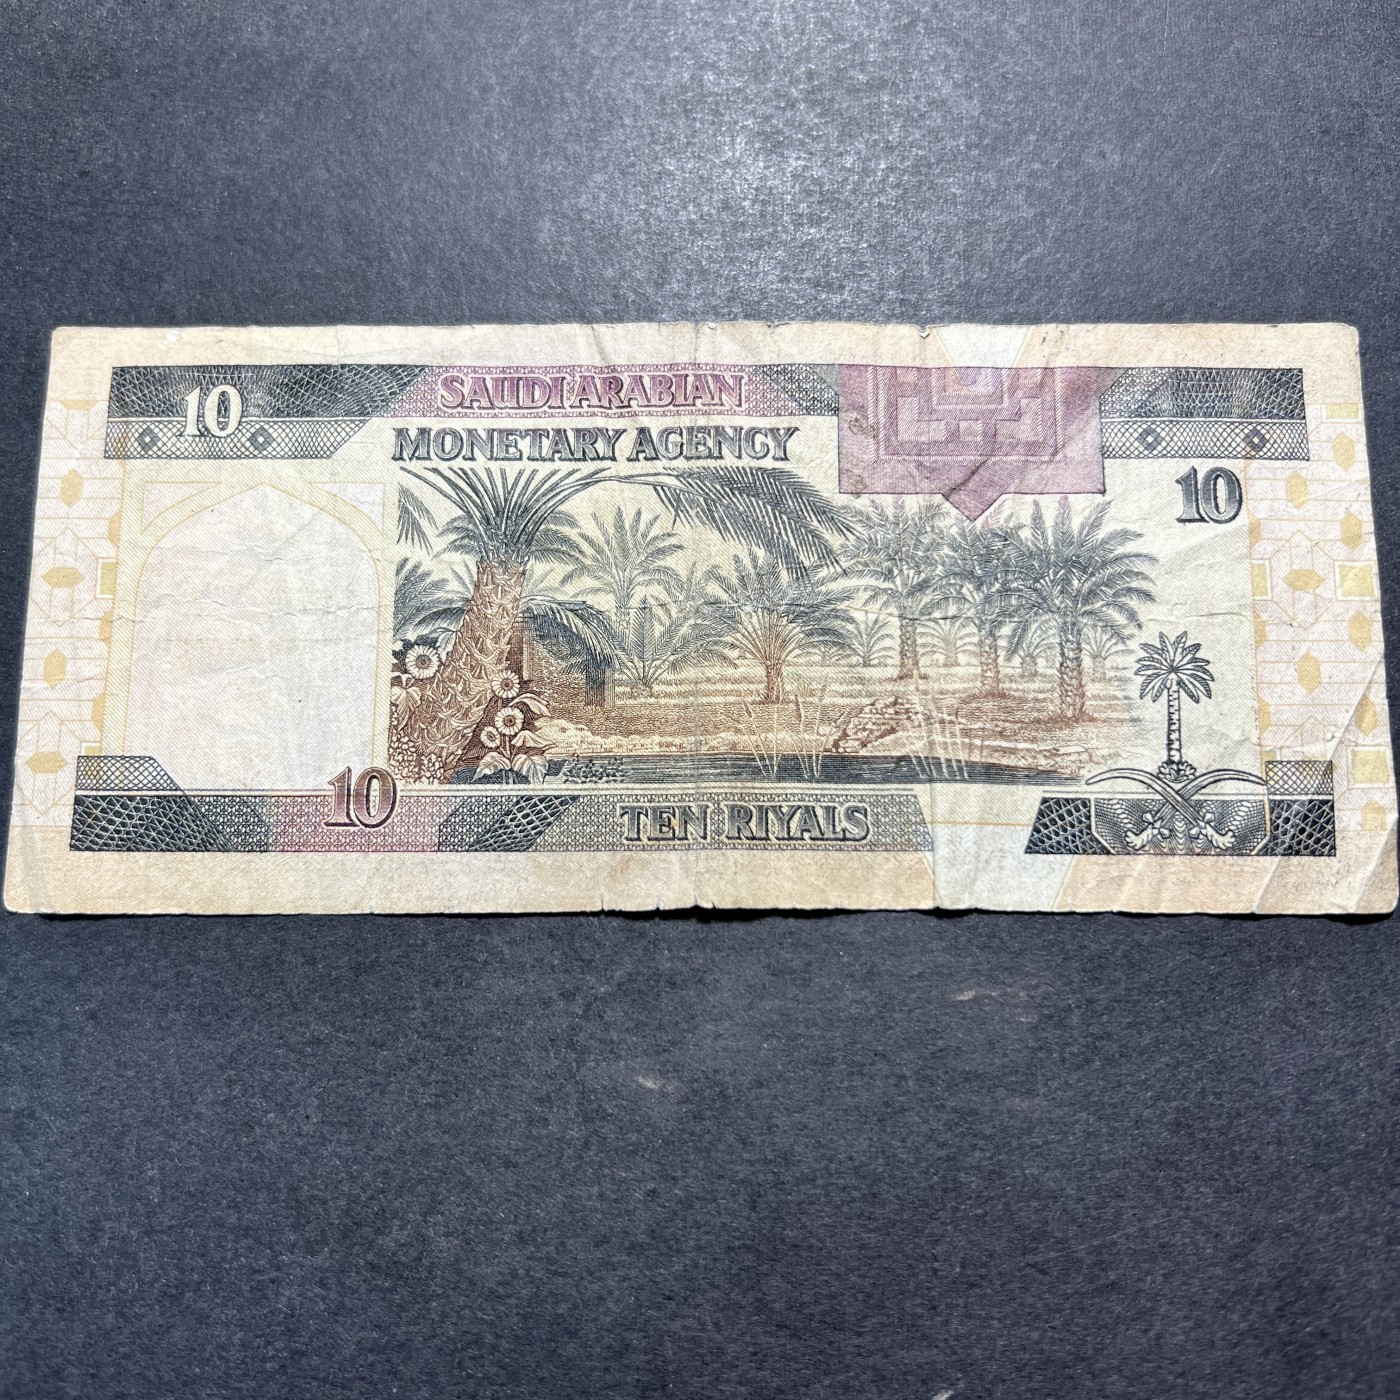 10
SAUDI ARABIAN
MONETARY AGENCY
10
10
TEN RIYALS